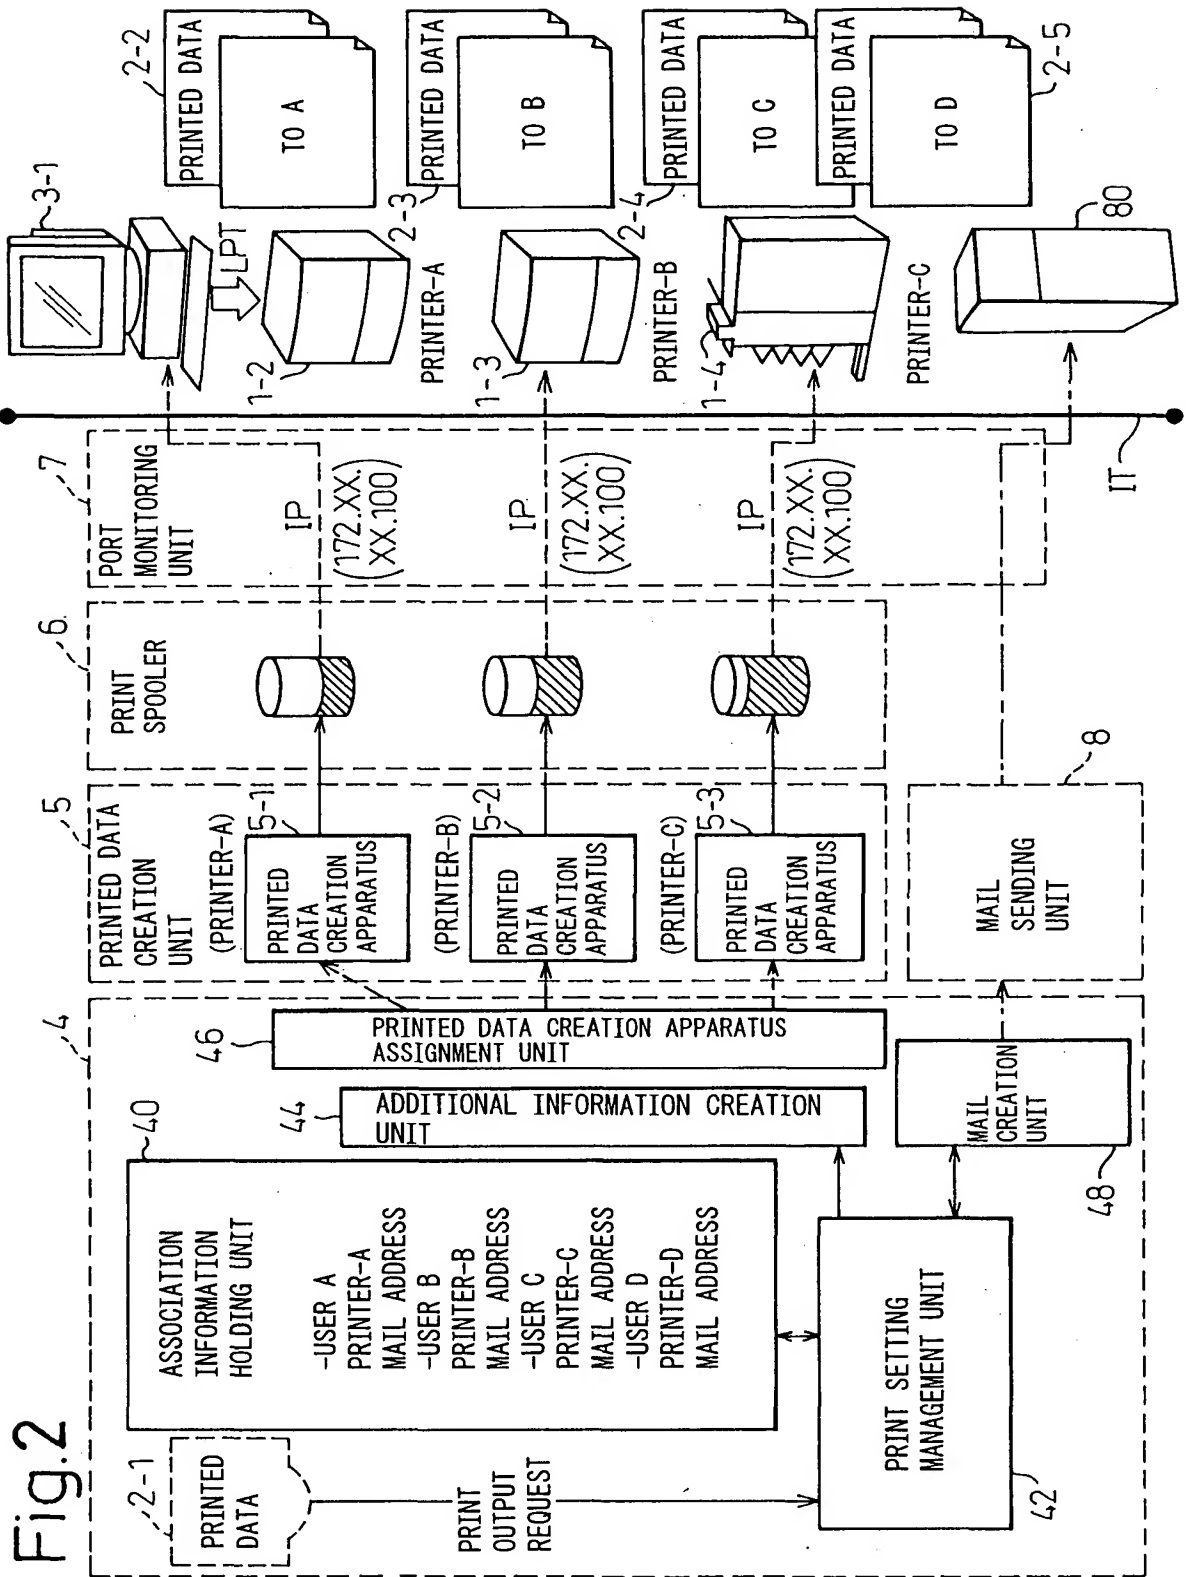 Fig.2
2-1
PRINTED
DATA
PRINT
OUTPUT
REQUEST
4
40
ASSOCIATION
INFORMATION
HOLDING UNIT
-USER A
PRINTER-A
MAIL ADDRESS
-USER B
PRINTER-B
MAIL ADDRESS
-USER C
PRINTER-C
MAIL ADDRESS
-USER D
PRINTER-D
MAIL ADDRESS
PRINT SETTING
MANAGEMENT UNIT
42
44
ADDITIONAL INFORMATION CREATION
UNIT
46
PRINTED DATA CREATION APPARATUS
ASSIGNMENT UNIT
MAIL
CREATION
UNIT
48
5
PRINTED DATA
CREATION
UNIT
(PRINTER-A)
5-1
PRINTED
DATA
CREATION
APPARATUS
(PRINTER-B)
5-2
PRINTED
DATA
CREATION
APPARATUS
(PRINTER-C)
5-3
PRINTED
DATA
CREATION
APPARATUS
MAIL
SENDING
UNIT
8
6
PRINT
SPOOLER
7
PORT
MONITORING
UNIT
IP
(172.XX.
XX.100)
IP
(172.XX.
XX.100)
IP
(172.XX.
XX.100)
IT
3-1
LPT
1-2
PRINTER-A
1-3
PRINTER-B
1-4
PRINTER-C
80
2-2
PRINTED DATA
TO A
2-3
PRINTED DATA
TO B
2-4
PRINTED DATA
TO C
PRINTED DATA
TO D
2-5